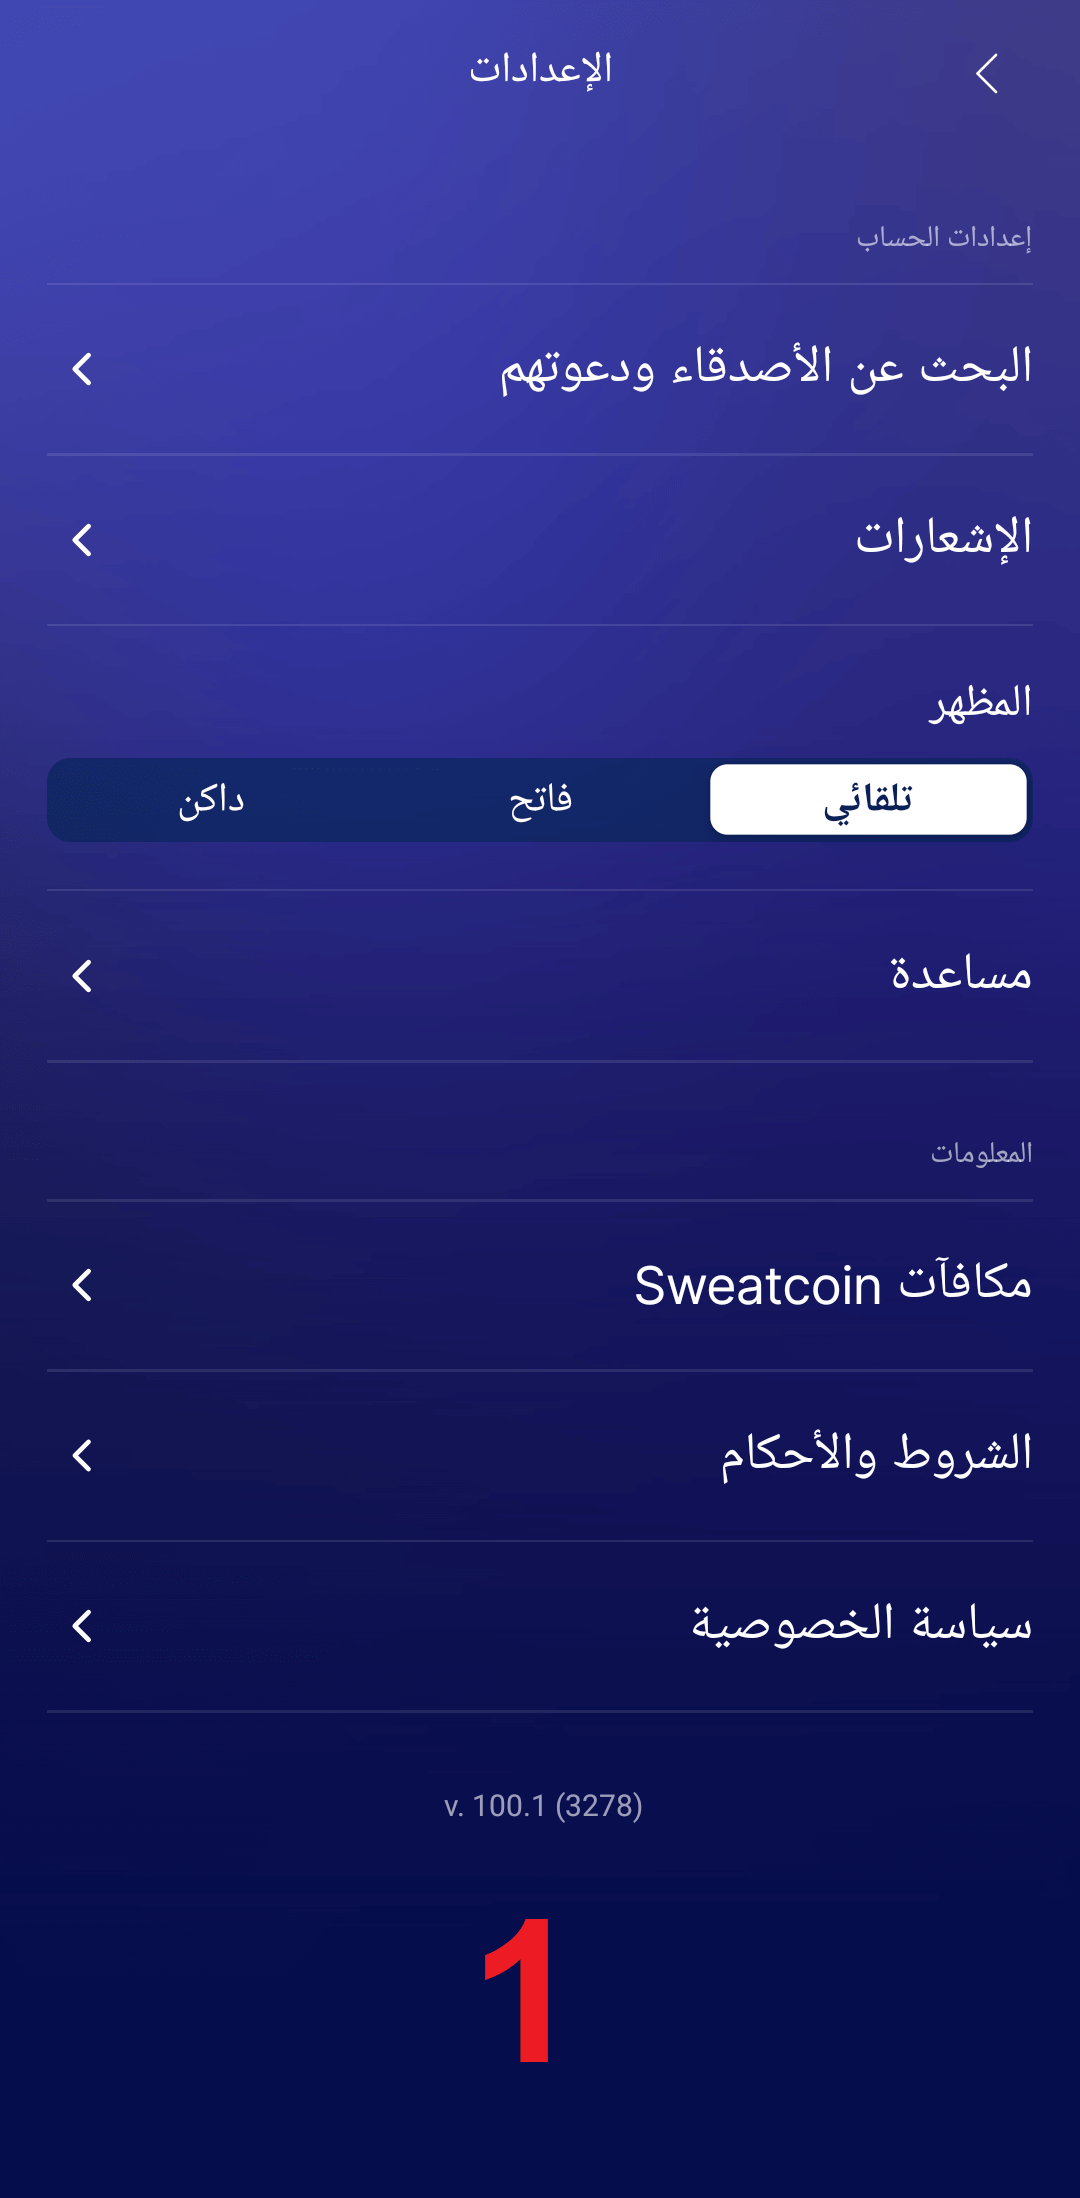 الإعدادات
إعدادات الحساب
البحث عن الأصدقاء ودعوتهم
الإشعارات
المظهر
تلقائي فاتح داكن
مساعدة
المعلومات
مكافآت Sweatcoin
الشروط والأحكام
سياسة الخصوصية
v. 100.1 (3278)
1